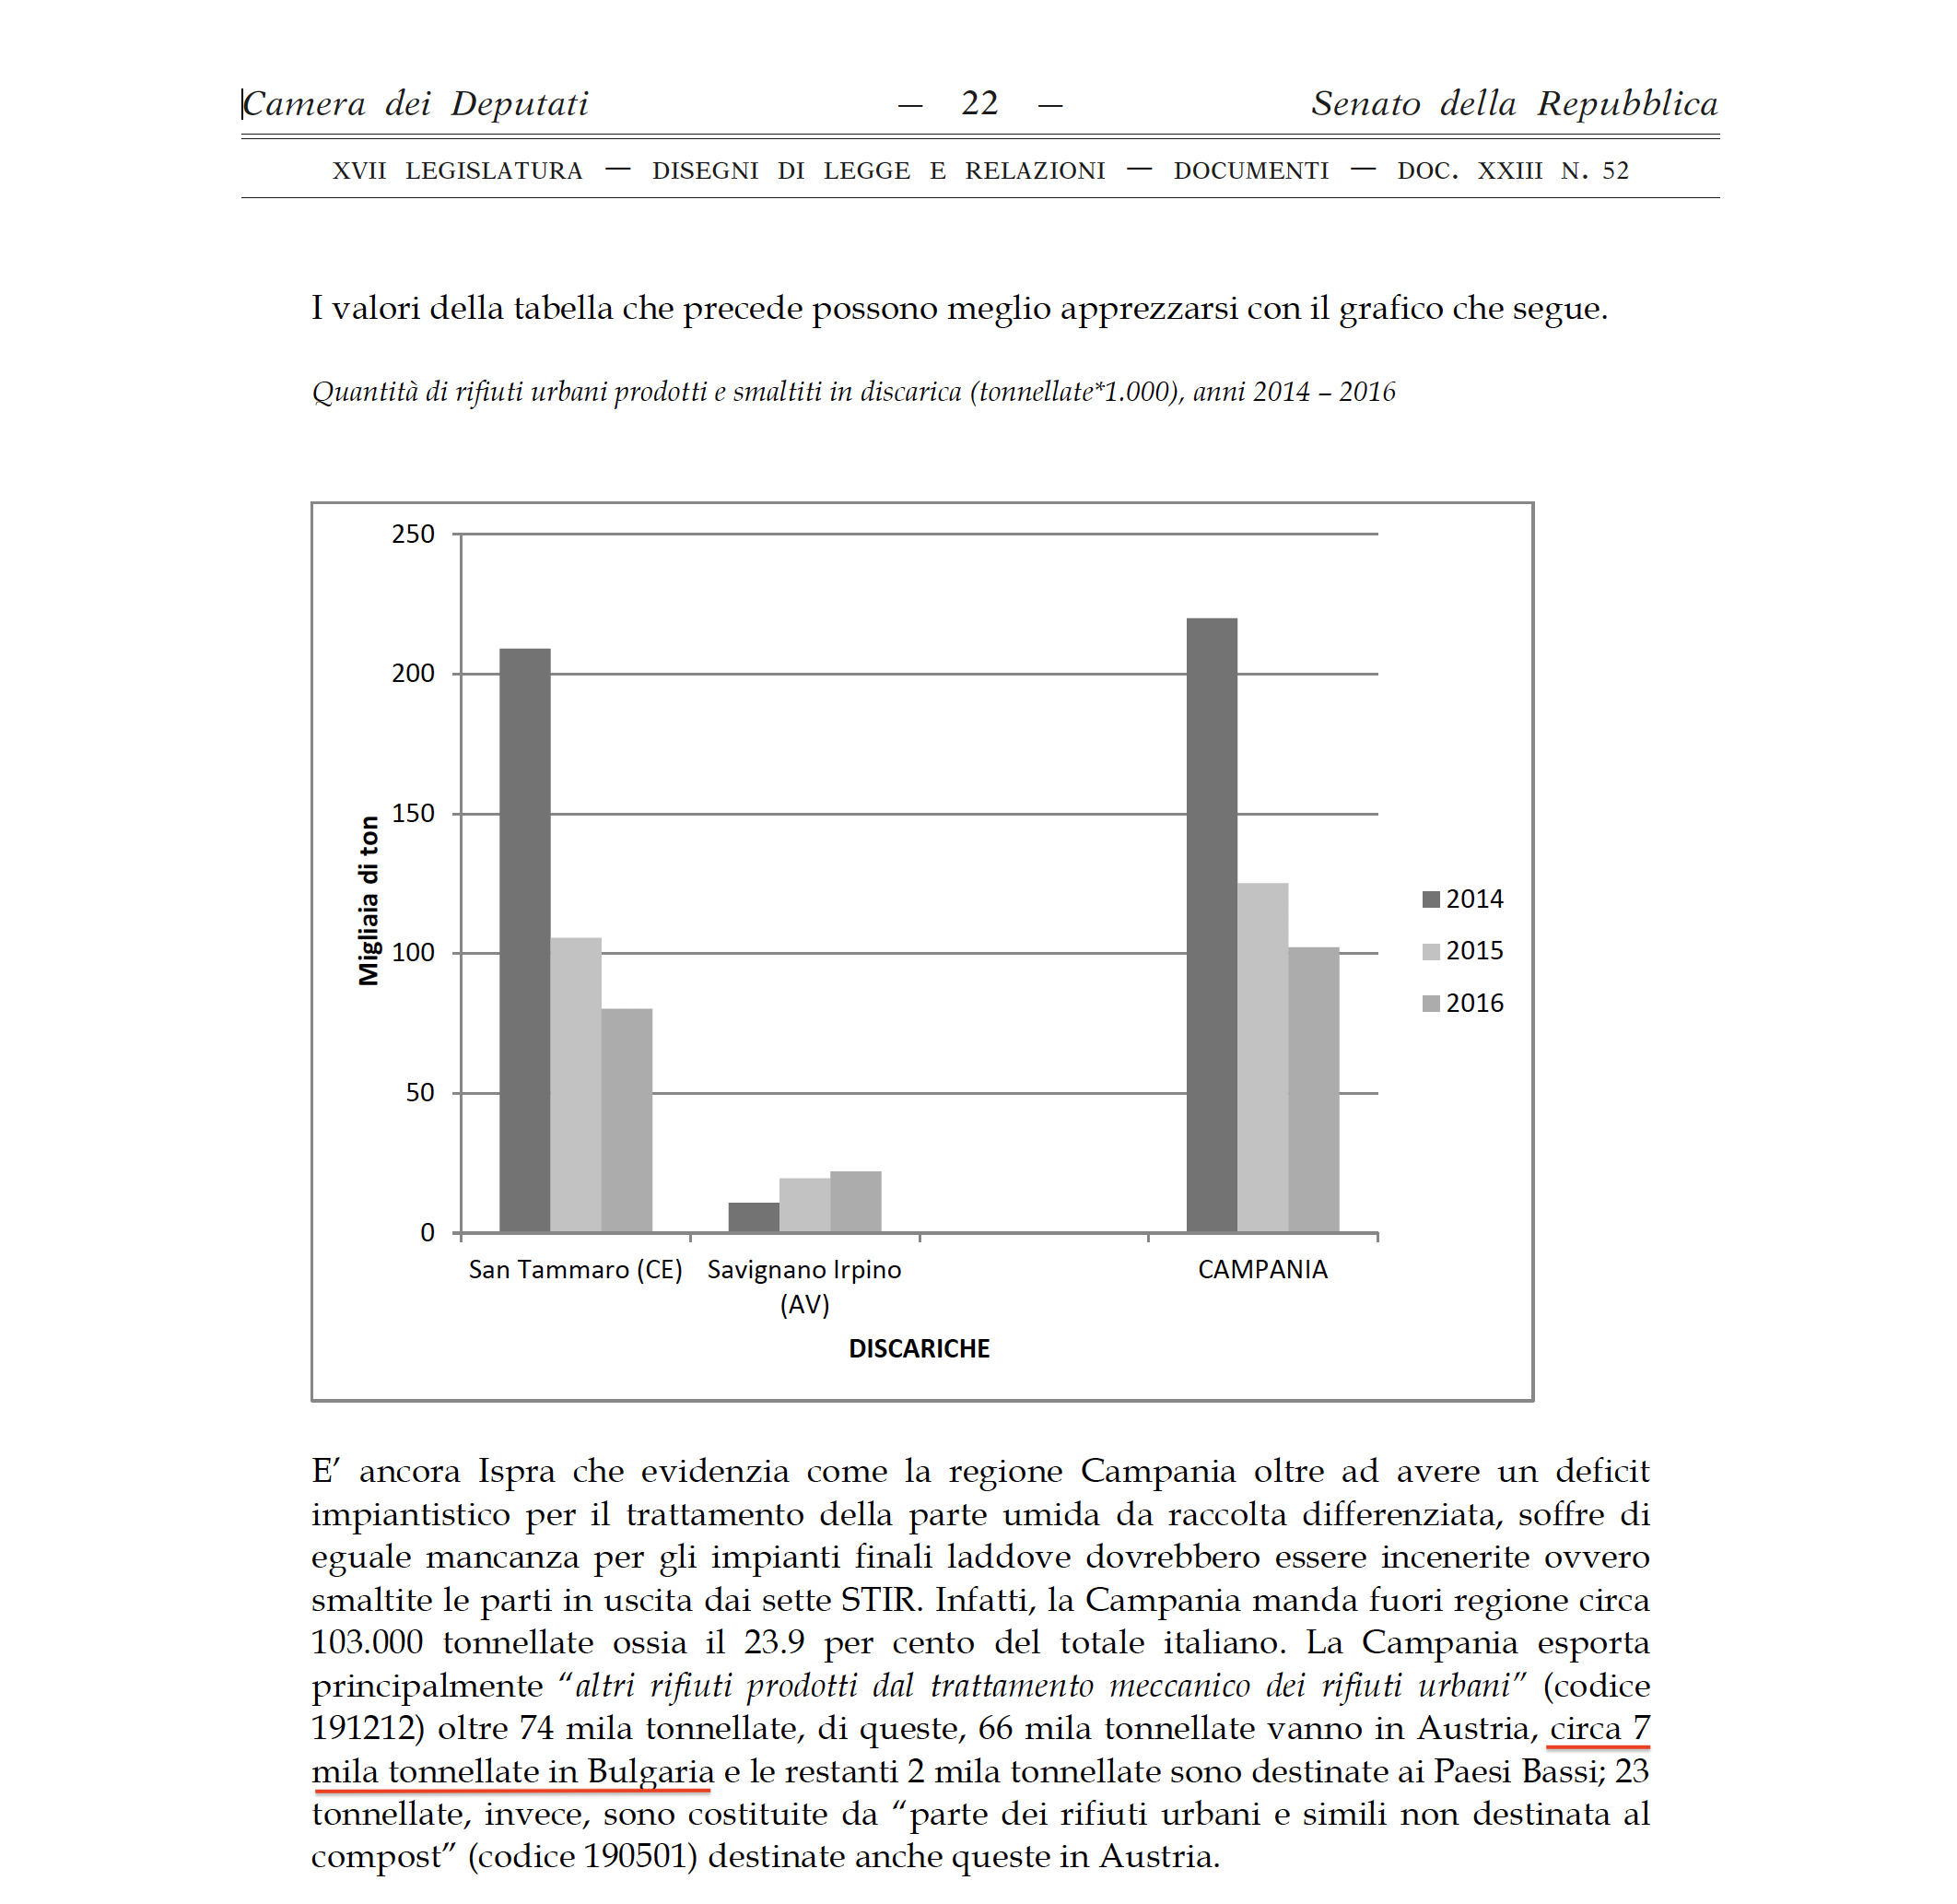 Camera dei Deputati — 22 — Senato della Repubblica
XVII LEGISLATURA — DISEGNI DI LEGGE E RELAZIONI — DOCUMENTI — DOC. XXIII N. 52
I valori della tabella che precede possono meglio apprezzarsi con il grafico che segue.
Quantità di rifiuti urbani prodotti e smaltiti in discarica (tonnellate*1.000), anni 2014 – 2016
250
200
150
100
50
0
Migliaia di ton
2014
2015
2016
San Tammaro (CE)
Savignano Irpino
(AV)
CAMPANIA
DISCARICHE
E’ ancora Ispra che evidenzia come la regione Campania oltre ad avere un deficit
impiantistico per il trattamento della parte umida da raccolta differenziata, soffre di
eguale mancanza per gli impianti finali laddove dovrebbero essere incenerite ovvero
smaltite le parti in uscita dai sette STIR. Infatti, la Campania manda fuori regione circa
103.000 tonnellate ossia il 23.9 per cento del totale italiano. La Campania esporta
principalmente “altri rifiuti prodotti dal trattamento meccanico dei rifiuti urbani” (codice
191212) oltre 74 mila tonnellate, di queste, 66 mila tonnellate vanno in Austria, circa 7
mila tonnellate in Bulgaria e le restanti 2 mila tonnellate sono destinate ai Paesi Bassi; 23
tonnellate, invece, sono costituite da “parte dei rifiuti urbani e simili non destinata al
compost” (codice 190501) destinate anche queste in Austria.